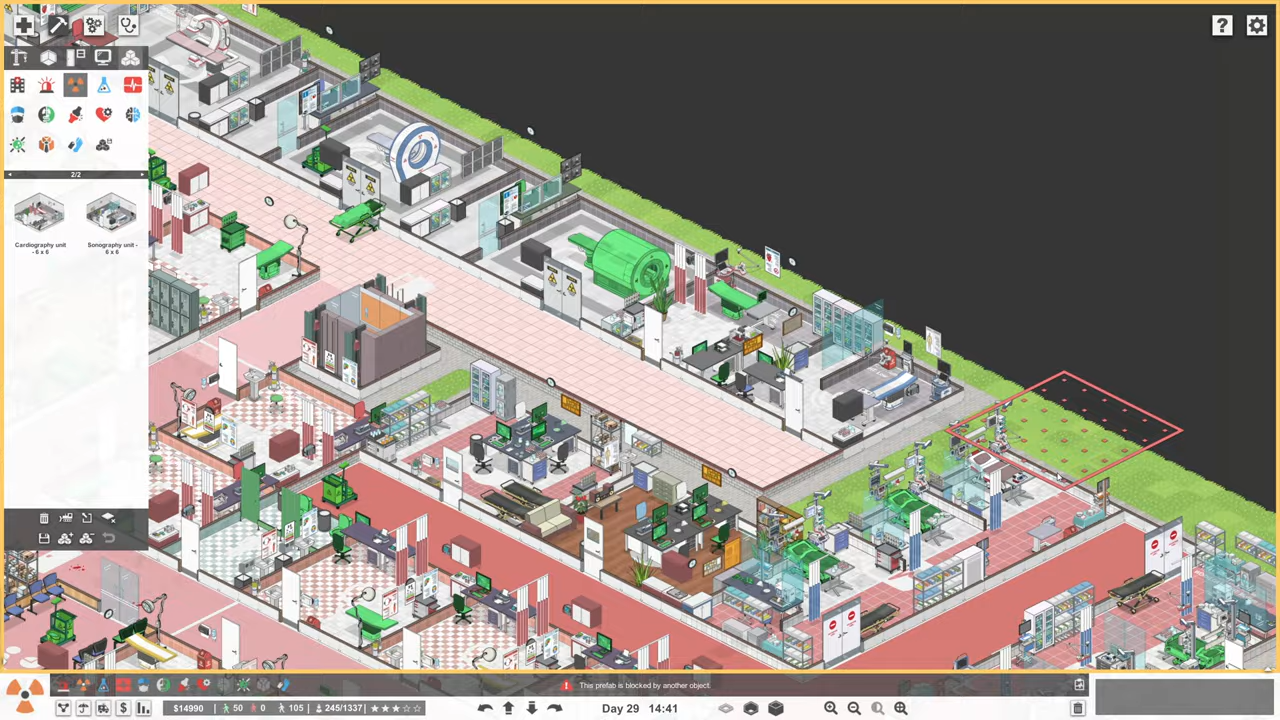 2/2
Cardiography unit - 6 x 6
Sonography unit - 6 x 6
This prefab is blocked by another object.
$14990
50
0
105
245/1337
Day 29 14:41
?